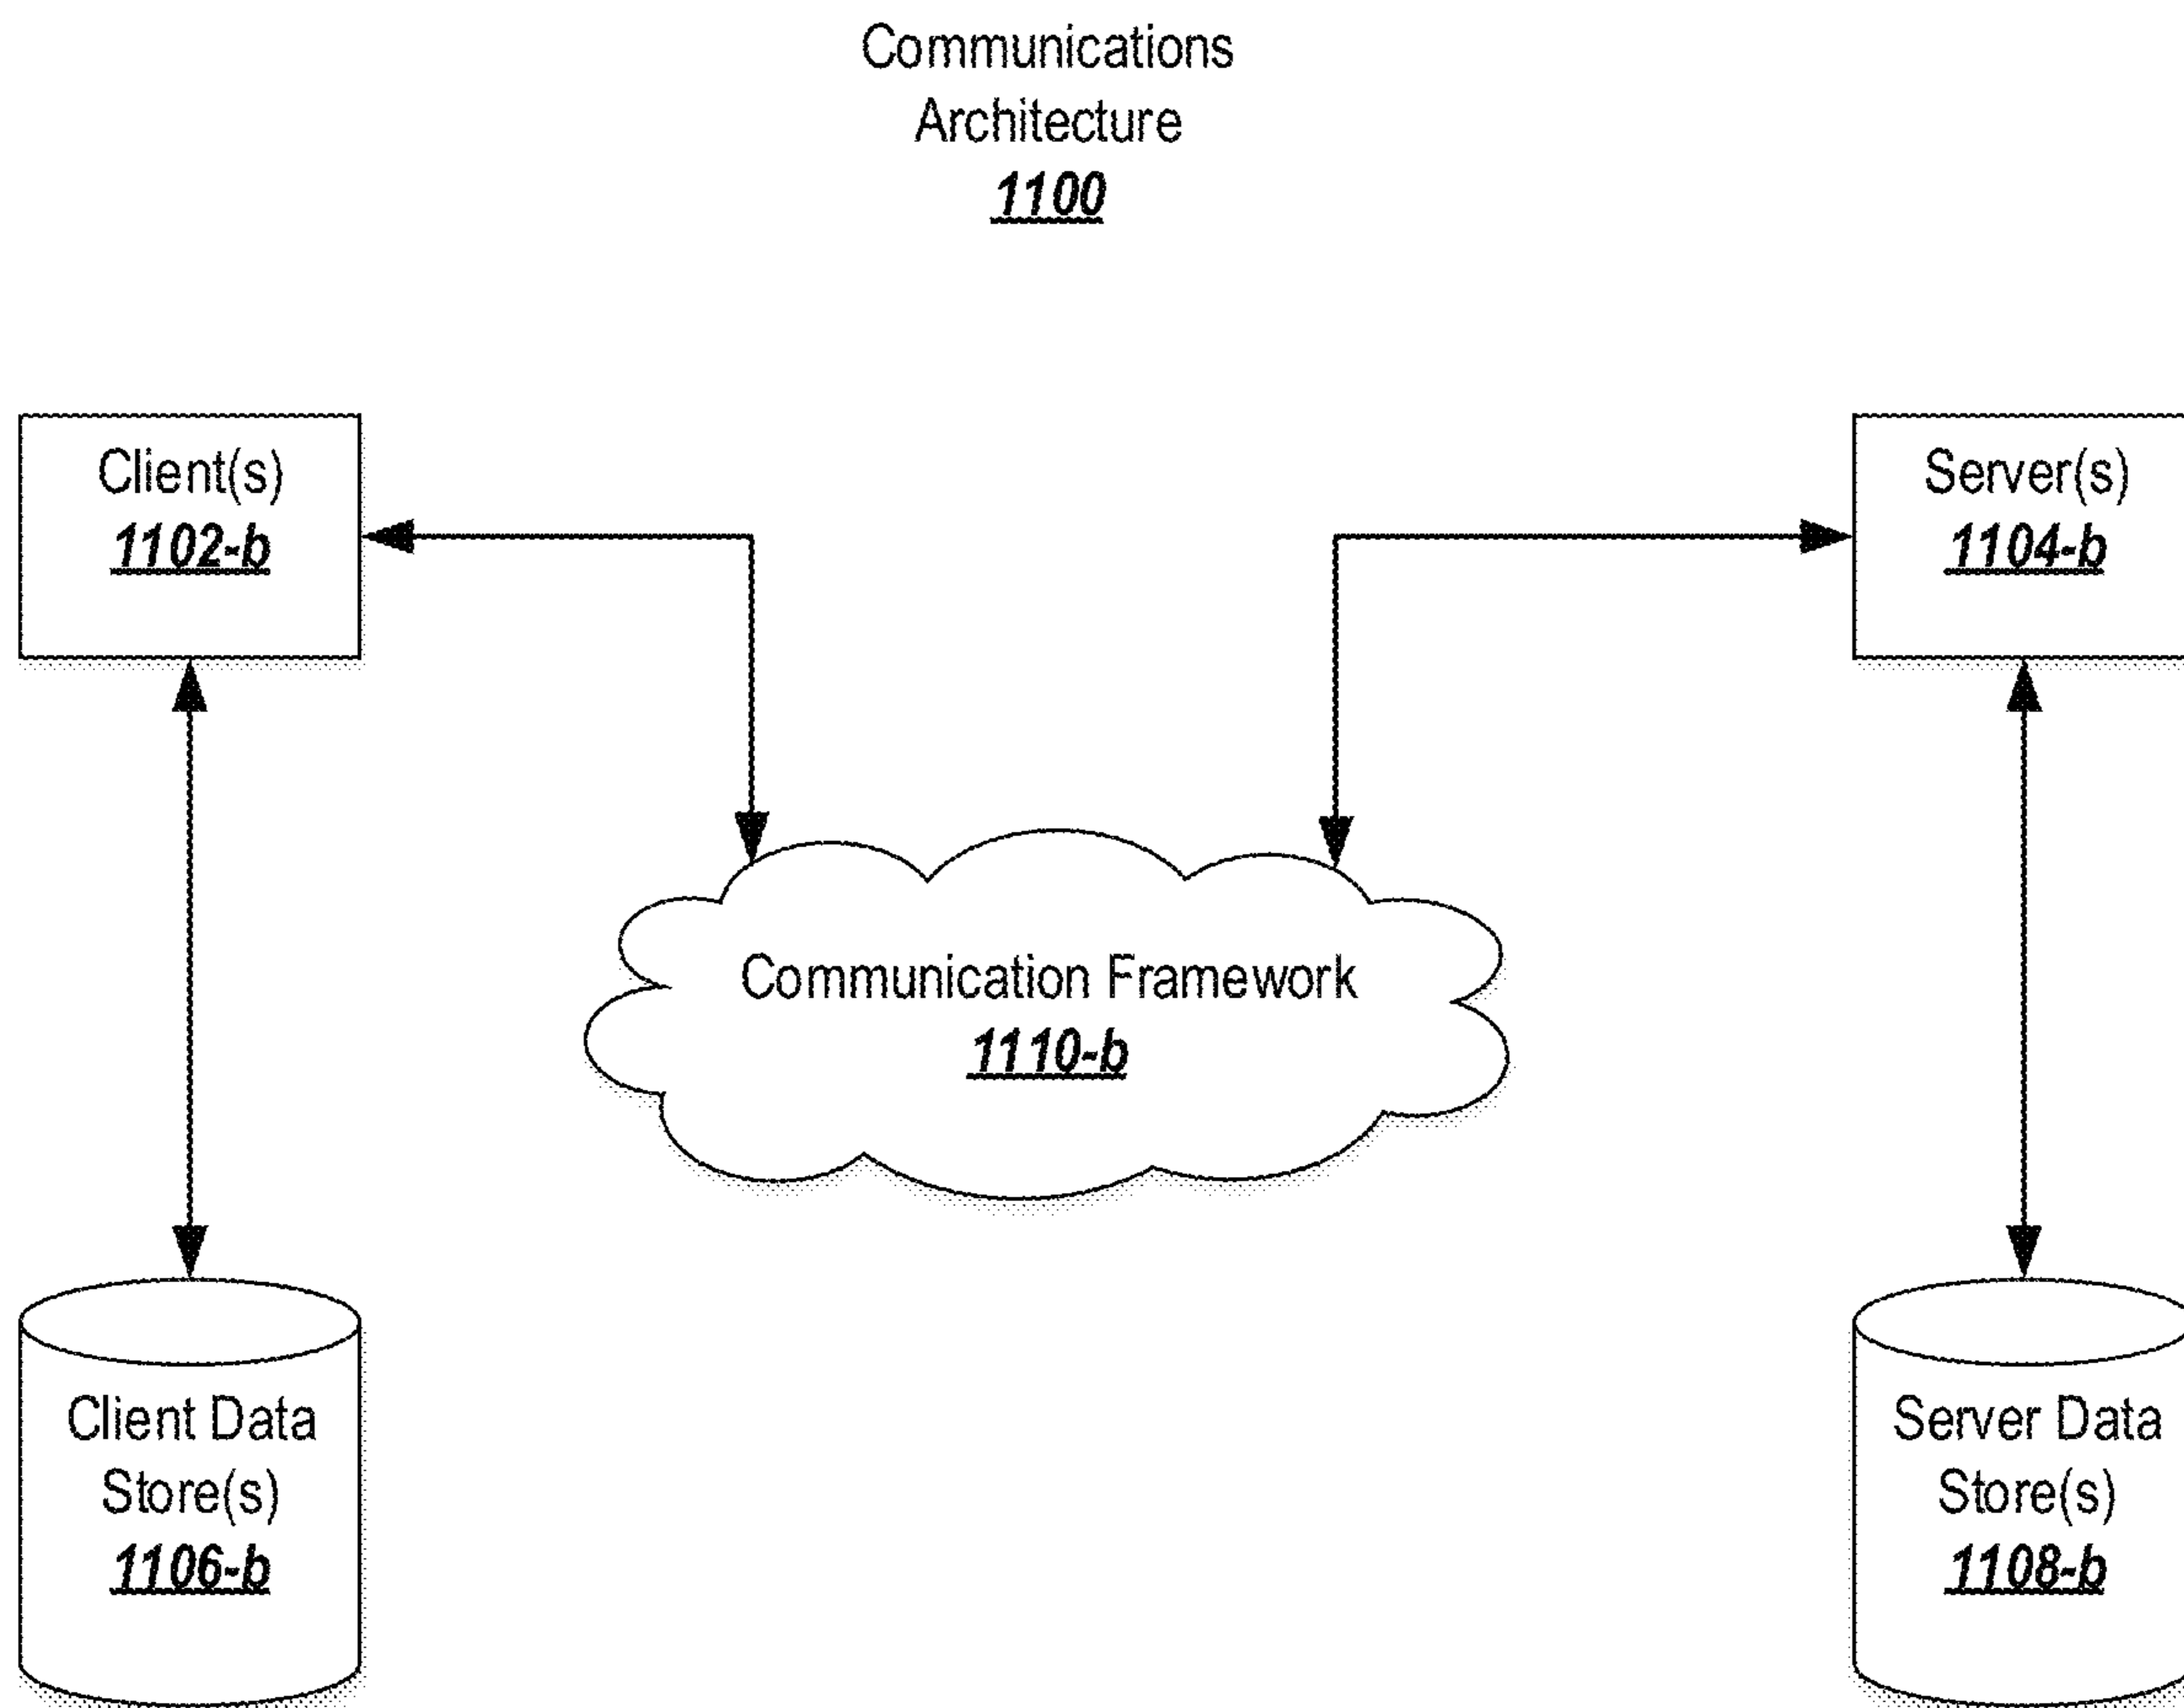 Communications
Architecture
1100
Client(s)
1102-b
Server(s)
1104-b
Communication Framework
1110-b
Client Data
Store(s)
1106-b
Server Data
Store(s)
1108-b